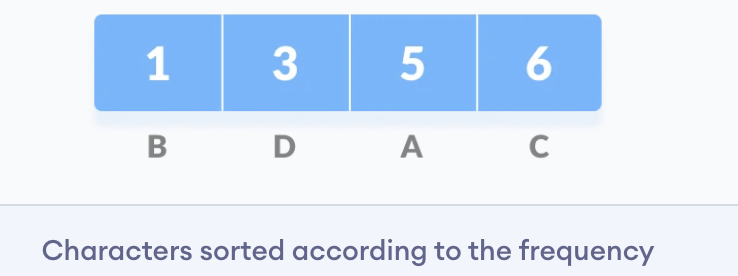 1 3 5 6
B D A C
Characters sorted according to the frequency